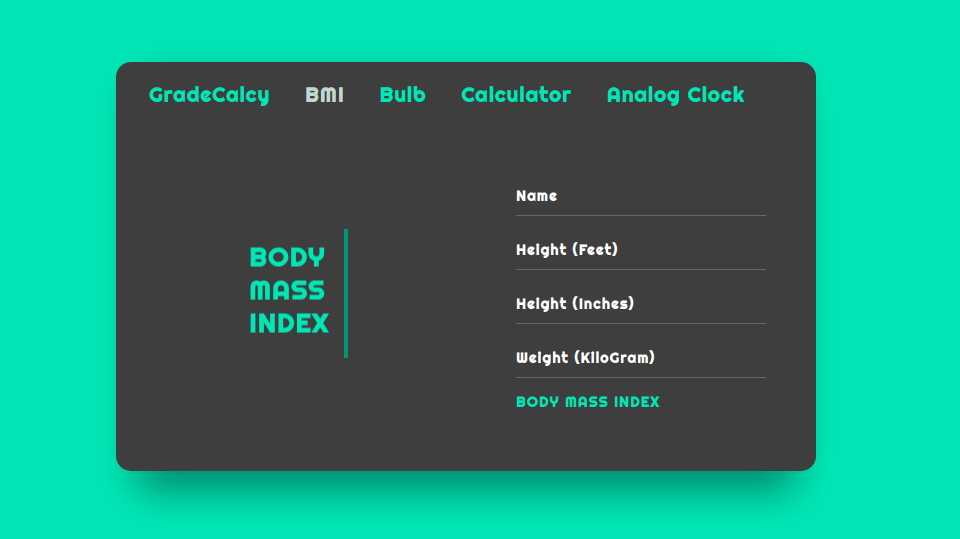 GradeCalcy BMI Bulb Calculator Analog Clock
BODY
MASS
INDEX
Name
Height (Feet)
Height (Inches)
Weight (KiloGram)
BODY MASS INDEX